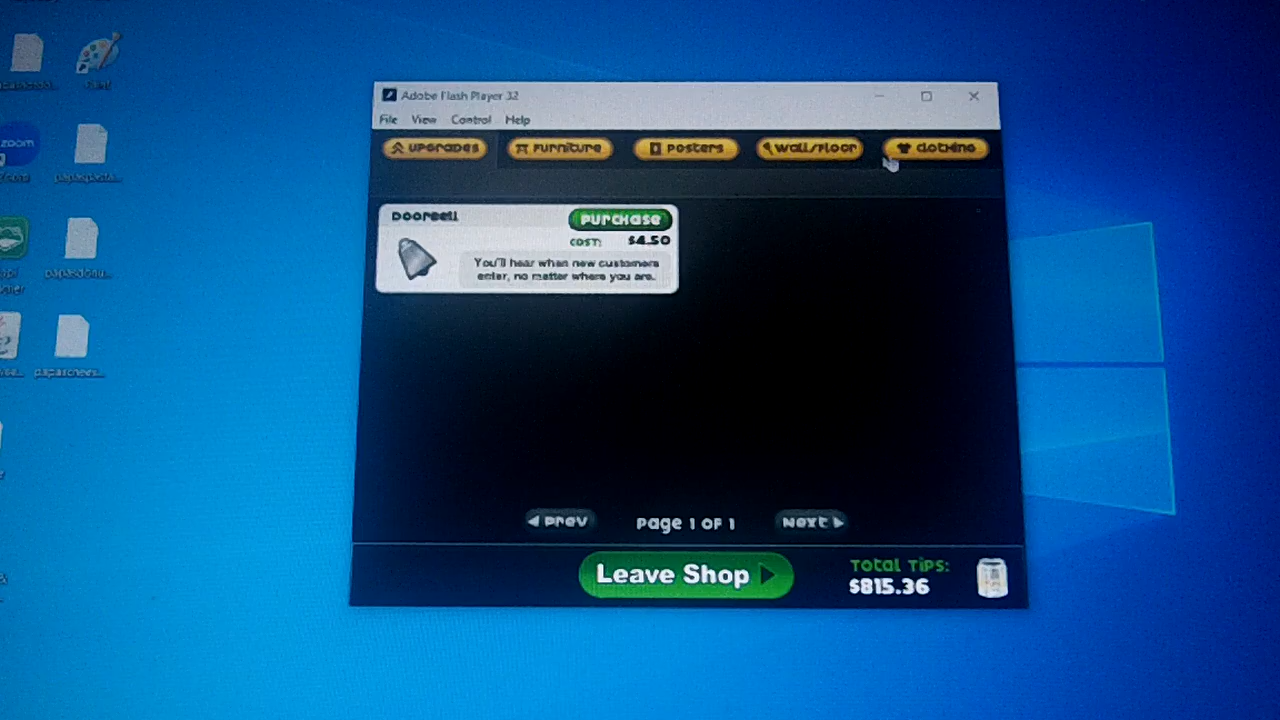 Adobe Flash Player 32
File View Control Help
Upgrades Furniture Posters Wall/Floor Clothing
Doorbell
Purchase
Cost: $4.50
You'll hear when new customers
enter, no matter where you are.
Prev Page 1 of 1 Next
Leave Shop
Total Tips:
$815.36
zoom
Paint